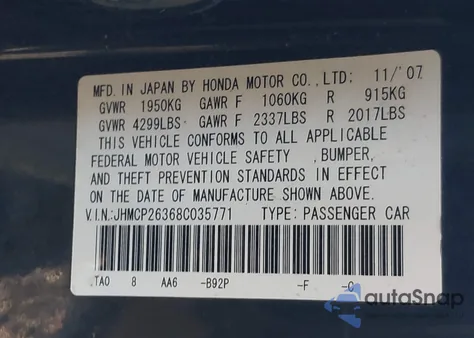 MFD. IN JAPAN BY HONDA MOTOR CO., LTD: 11/'07
GVWR 1950KG GAWR F 1060KG R 915KG
GVWR 4299LBS GAWR F 2337LBS R 2017LBS
THIS VEHICLE CONFORMS TO ALL APPLICABLE
FEDERAL MOTOR VEHICLE SAFETY ,BUMPER,
AND THEFT PREVENTION STANDARDS IN EFFECT
ON THE DATE OF MANUFACTURE SHOWN ABOVE.
V.I.N.:JHMCP26368C035771 TYPE: PASSENGER CAR
TA0 8 AA6 -B92P -F -C
autoSnap